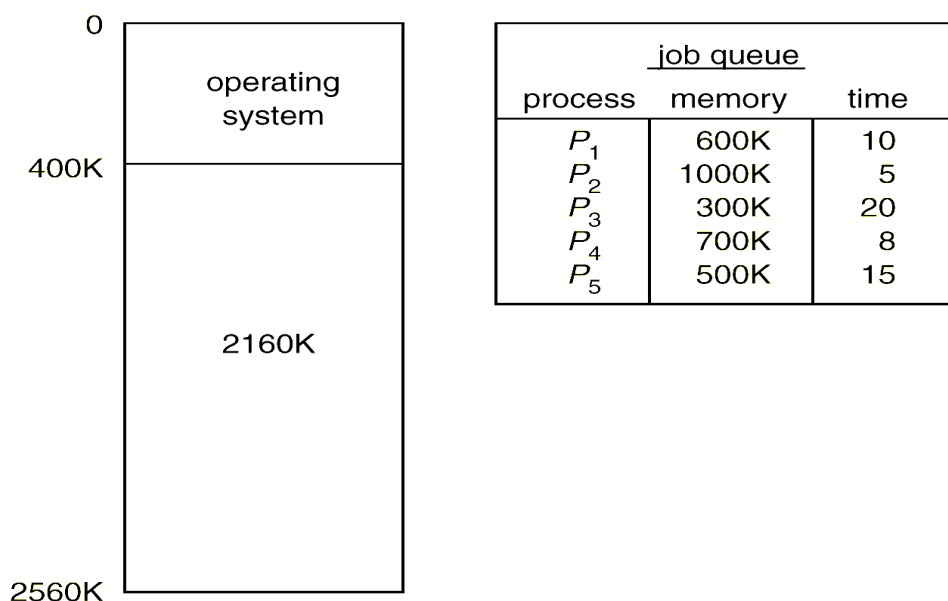 0
operating
system
400K
2160K
2560K
job queue
process memory time
P1 600K 10
P2 1000K 5
P3 300K 20
P4 700K 8
P5 500K 15